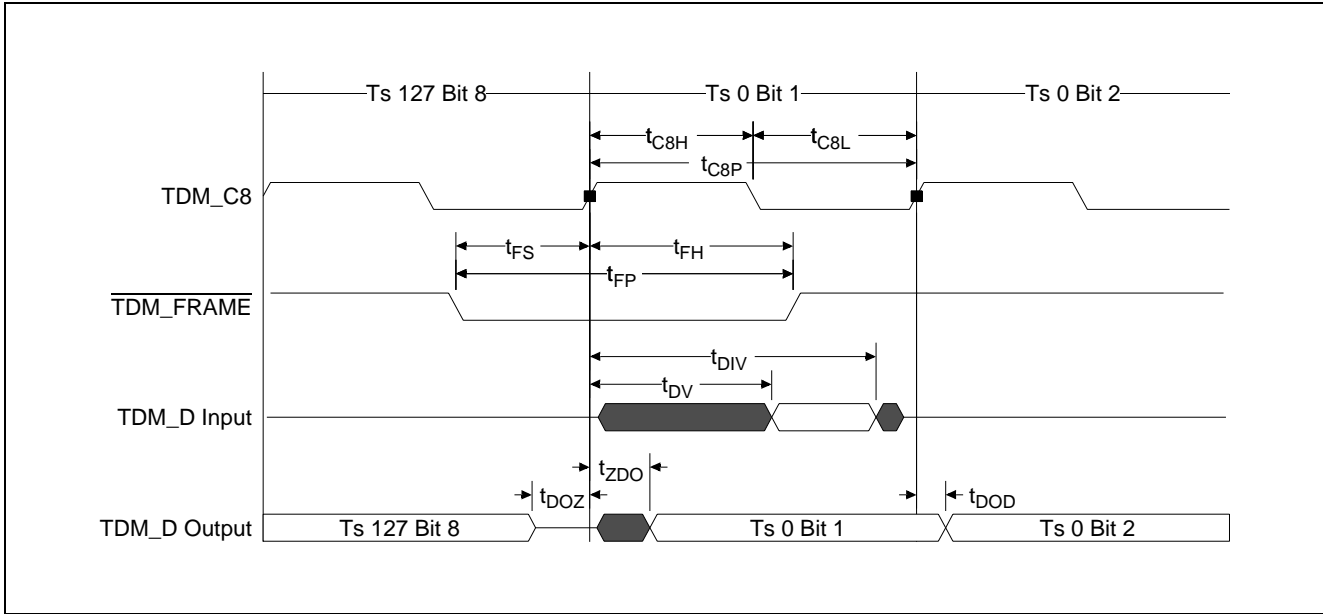 Ts 127 Bit 8 Ts 0 Bit 1 Ts 0 Bit 2
tC8H tC8L
tC8P
TDM_C8
tFS tFH
tFP
TDM_FRAME
tDIV
tDV
TDM_D Input
tZDO
tDOZ tDOD
TDM_D Output Ts 127 Bit 8 Ts 0 Bit 1 Ts 0 Bit 2